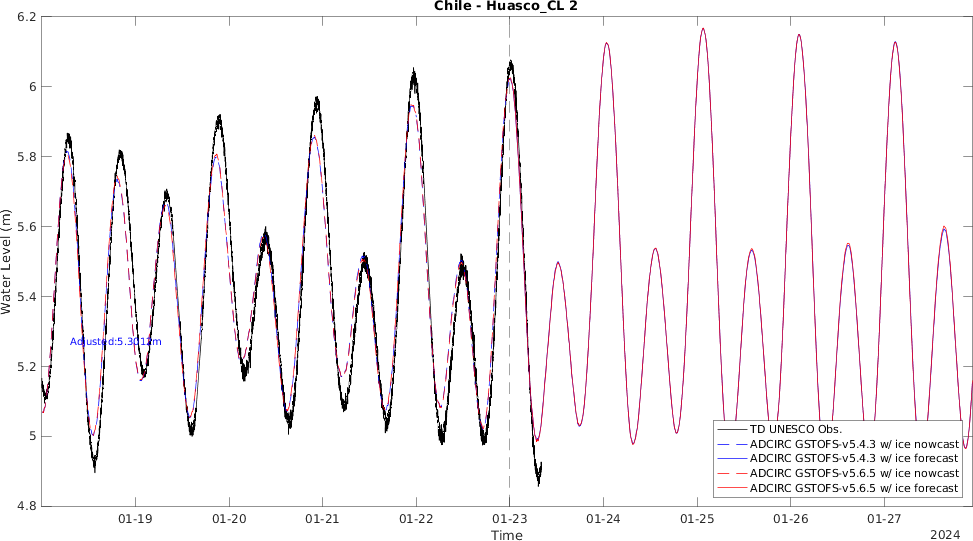 Chile - Huasco_CL 2
6.2
6
5.8
5.6
5.4
5.2
5
4.8
Water Level (m)
Adjusted:5.3012m
TD UNESCO Obs.
ADCIRC GSTOFS-v5.4.3 w/ ice nowcast
ADCIRC GSTOFS-v5.4.3 w/ ice forecast
ADCIRC GSTOFS-v5.6.5 w/ ice nowcast
ADCIRC GSTOFS-v5.6.5 w/ ice forecast
01-19 01-20 01-21 01-22 01-23 01-24 01-25 01-26 01-27
Time
2024